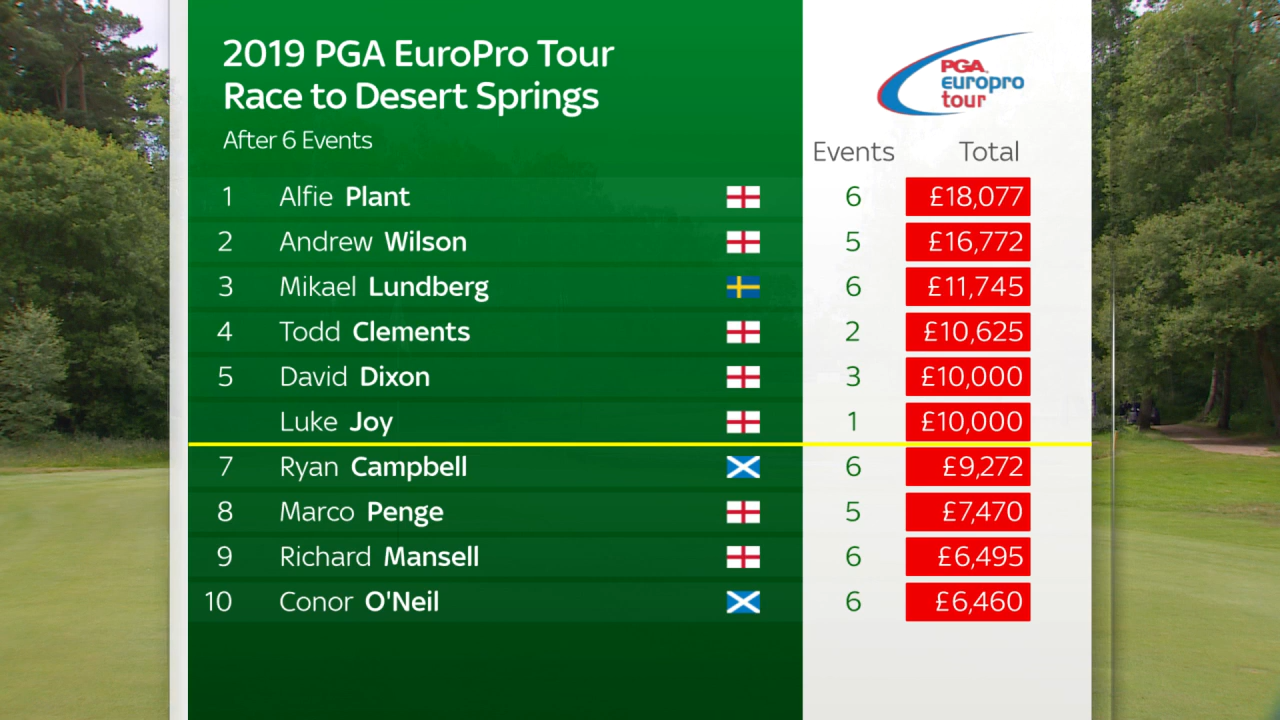 2019 PGA EuroPro Tour
Race to Desert Springs
After 6 Events
PGA
europro
tour
Events Total
1 Alfie Plant 6 £18,077
2 Andrew Wilson 5 £16,772
3 Mikael Lundberg 6 £11,745
4 Todd Clements 2 £10,625
5 David Dixon 3 £10,000
Luke Joy 1 £10,000
7 Ryan Campbell 6 £9,272
8 Marco Penge 5 £7,470
9 Richard Mansell 6 £6,495
10 Conor O'Neil 6 £6,460